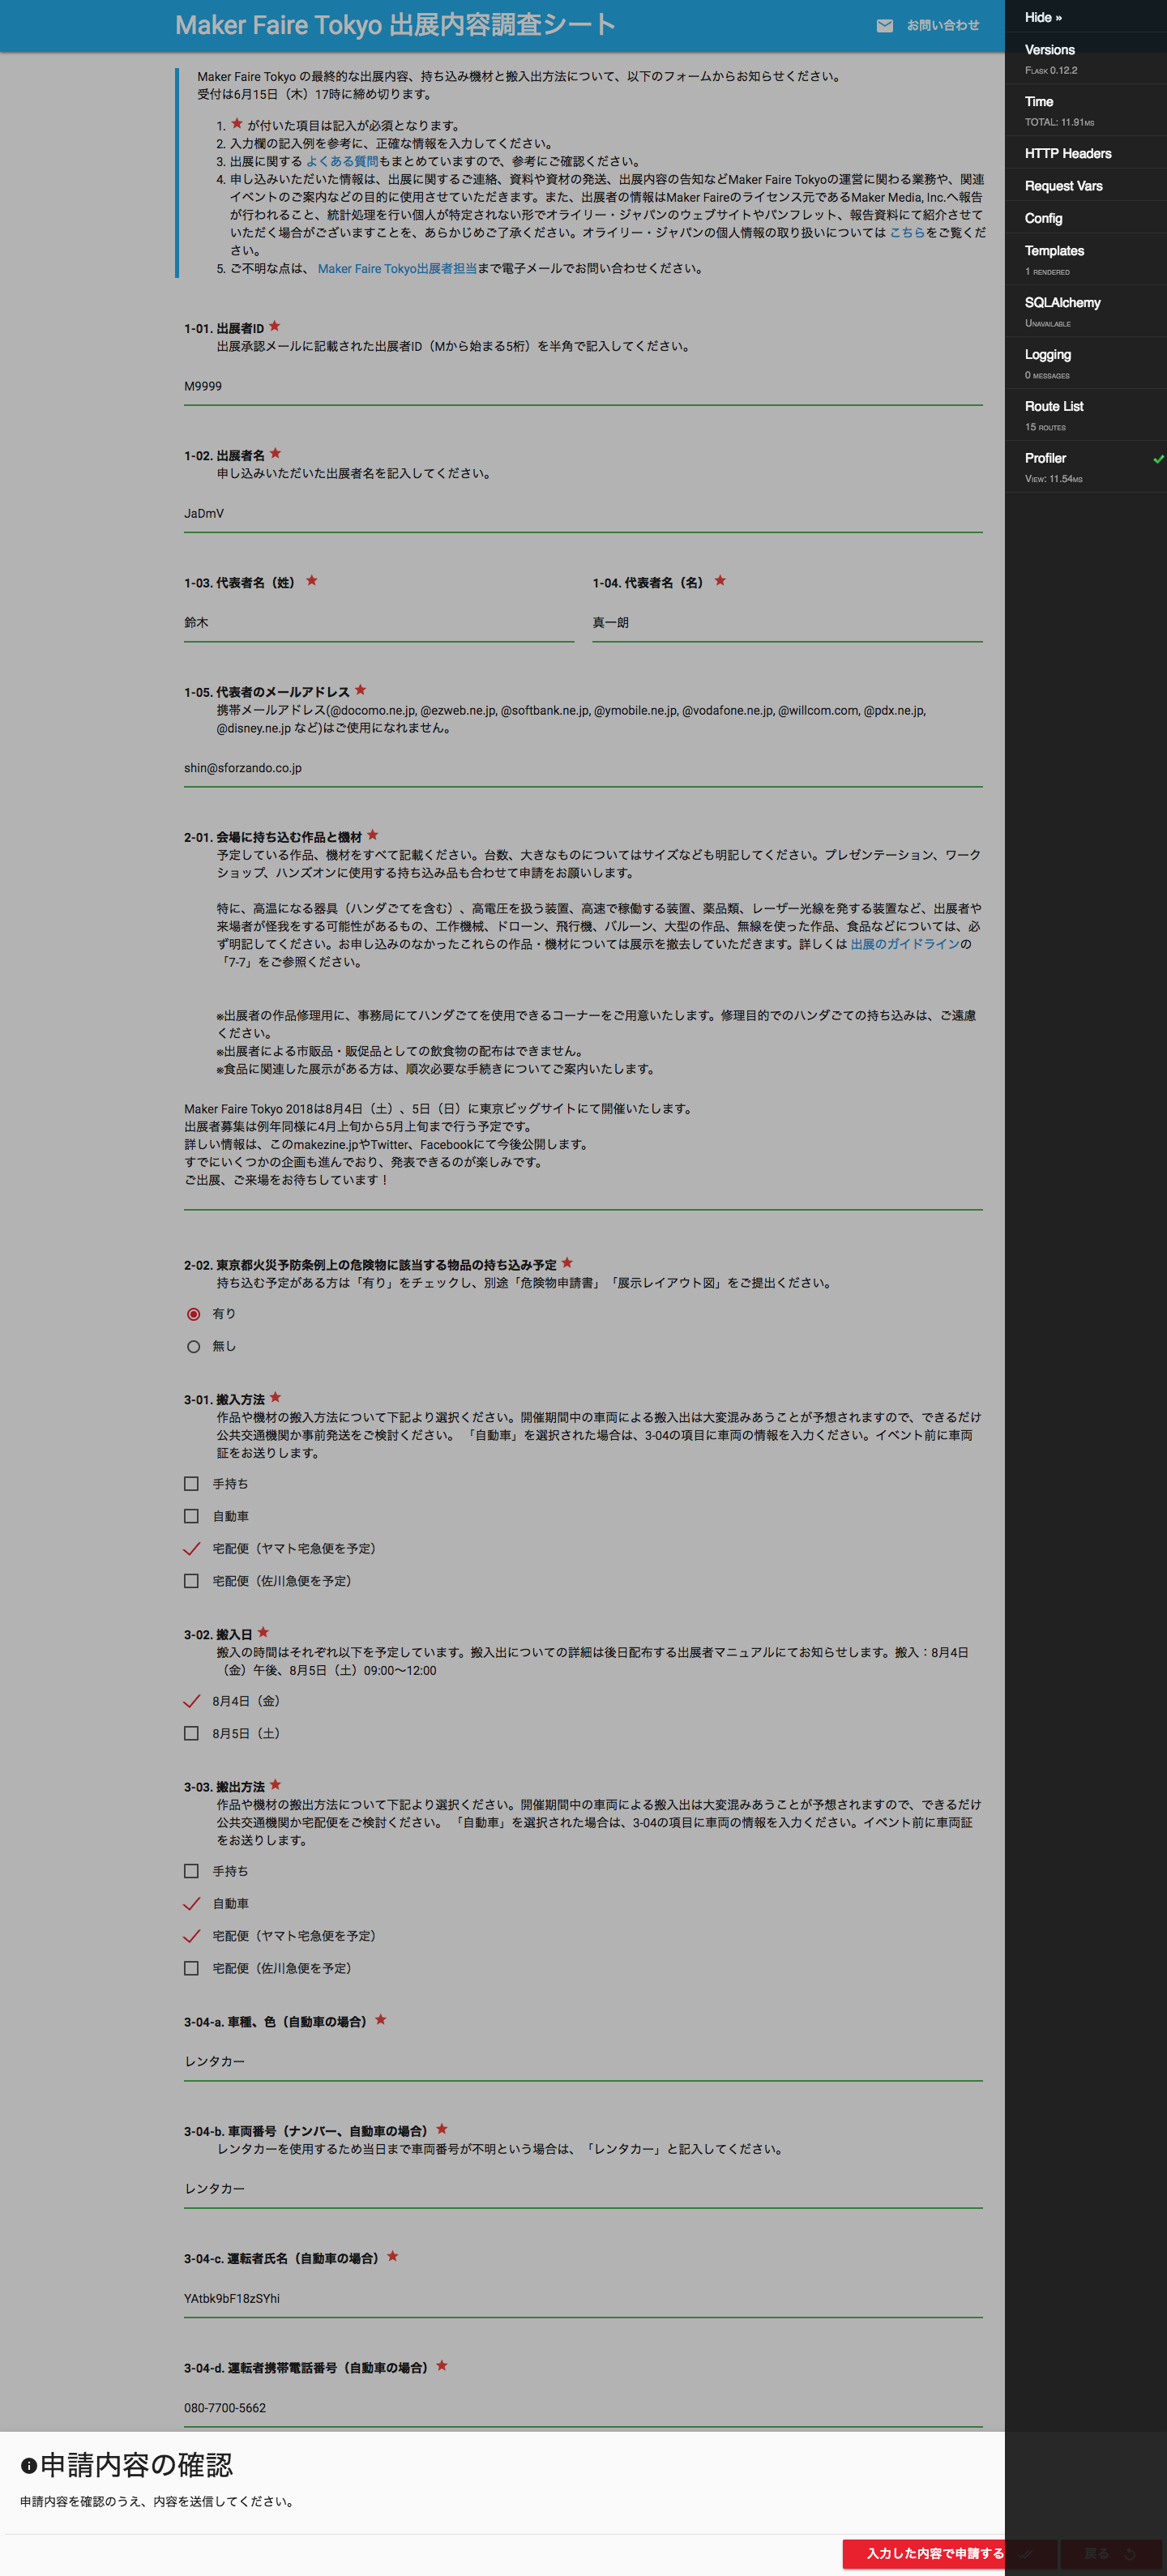 Maker Faire Tokyo 出展内容調査シート
お問い合わせ
Maker Faire Tokyo の最終的な出展内容、持ち込み機材と搬入出方法について、以下のフォームからお知らせください。
受付は6月15日（木）17時に締め切ります。
1. ★ が付いた項目は記入が必須となります。
2. 入力欄の記入例を参考に、正確な情報を入力してください。
3. 出展に関する よくある質問もまとめていますので、参考にご確認ください。
4. 申し込みいただいた情報は、出展に関するご連絡、資料や資材の発送、出展内容の告知などMaker Faire Tokyoの運営に関わる業務や、関連
イベントのご案内などの目的に使用させていただきます。また、出展者の情報はMaker Faireのライセンス元であるMaker Media, Inc.へ報告
が行われること、統計処理を行い個人が特定されない形でオライリー・ジャパンのウェブサイトやパンフレット、報告資料にて紹介させて
いただく場合がございますことを、あらかじめご了承ください。オライリー・ジャパンの個人情報の取り扱いについては こちらをご覧くだ
さい。
5. ご不明な点は、 Maker Faire Tokyo出展者担当まで電子メールでお問い合わせください。
1-01. 出展者ID ★
出展承認メールに記載された出展者ID（Mから始まる5桁）を半角で記入してください。
M9999
1-02. 出展者名 ★
申し込みいただいた出展者名を記入してください。
JaDmV
1-03. 代表者名（姓） ★
1-04. 代表者名（名） ★
鈴木
真一朗
1-05. 代表者のメールアドレス ★
携帯メールアドレス(@docomo.ne.jp, @ezweb.ne.jp, @softbank.ne.jp, @ymobile.ne.jp, @vodafone.ne.jp, @willcom.com, @pdx.ne.jp,
@disney.ne.jp など)はご使用になれません。
shin@sforzando.co.jp
2-01. 会場に持ち込む作品と機材 ★
予定している作品、機材をすべて記載ください。台数、大きなものについてはサイズなども明記してください。プレゼンテーション、ワーク
ショップ、ハンズオンに使用する持ち込み品も合わせて申請をお願いします。
特に、高温になる器具（ハンダごてを含む）、高電圧を扱う装置、高速で稼働する装置、薬品類、レーザー光線を発する装置など、出展者や
来場者が怪我をする可能性があるもの、工作機械、ドローン、飛行機、バルーン、大型の作品、無線を使った作品、食品などについては、必
ず明記してください。お申し込みのなかったこれらの作品・機材については展示を撤去していただきます。詳しくは 出展のガイドラインの
「7-7」をご参照ください。
※出展者の作品修理用に、事務局にてハンダごてを使用できるコーナーをご用意いたします。修理目的でのハンダごての持ち込みは、ご遠慮
ください。
※出展者による市販品・販促品としての飲食物の配布はできません。
※食品に関連した展示がある方は、順次必要な手続きについてご案内いたします。
Maker Faire Tokyo 2018は8月4日（土）、5日（日）に東京ビッグサイトにて開催いたします。
出展者募集は例年同様に4月上旬から5月上旬まで行う予定です。
詳しい情報は、このmakezine.jpやTwitter、Facebookにて今後公開します。
すでにいくつかの企画も進んでおり、発表できるのが楽しみです。
ご出展、ご来場をお待ちしています！
2-02. 東京都火災予防条例上の危険物に該当する物品の持ち込み予定 ★
持ち込む予定がある方は「有り」をチェックし、別途「危険物申請書」「展示レイアウト図」をご提出ください。
有り
無し
3-01. 搬入方法 ★
作品や機材の搬入方法について下記より選択ください。開催期間中の車両による搬入出は大変混みあうことが予想されますので、できるだけ
公共交通機関か事前発送をご検討ください。 「自動車」を選択された場合は、3-04の項目に車両の情報を入力ください。イベント前に車両
証をお送りします。
手持ち
自動車
宅配便（ヤマト宅急便を予定）
宅配便（佐川急便を予定）
3-02. 搬入日 ★
搬入の時間はそれぞれ以下を予定しています。搬入出についての詳細は後日配布する出展者マニュアルにてお知らせします。搬入：8月4日
（金）午後、8月5日（土）09:00〜12:00
8月4日（金）
8月5日（土）
3-03. 搬出方法 ★
作品や機材の搬出方法について下記より選択ください。開催期間中の車両による搬入出は大変混みあうことが予想されますので、できるだけ
公共交通機関か宅配便をご検討ください。 「自動車」を選択された場合は、3-04の項目に車両の情報を入力ください。イベント前に車両証
をお送りします。
手持ち
自動車
宅配便（ヤマト宅急便を予定）
宅配便（佐川急便を予定）
3-04-a. 車種、色（自動車の場合） ★
レンタカー
3-04-b. 車両番号（ナンバー、自動車の場合） ★
レンタカーを使用するため当日まで車両番号が不明という場合は、「レンタカー」と記入してください。
レンタカー
3-04-c. 運転者氏名（自動車の場合） ★
YAtbk9bF18zSYhi
3-04-d. 運転者携帯電話番号（自動車の場合） ★
080-7700-5662
申請内容の確認
申請内容を確認のうえ、内容を送信してください。
入力した内容で申請する
戻る
Hide »
Versions
Flask 0.12.2
Time
TOTAL: 11.91ms
HTTP Headers
Request Vars
Config
Templates
1 rendered
SQLAlchemy
Unavailable
Logging
0 messages
Route List
15 routes
Profiler
View: 11.54ms